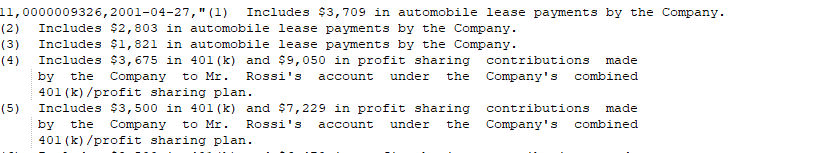 11,0000009326,2001-04-27,"(1) Includes $3,709 in automobile lease payments by the Company.
(2) Includes $2,803 in automobile lease payments by the Company.
(3) Includes $1,821 in automobile lease payments by the Company.
(4) Includes $3,675 in 401(k) and $9,050 in profit sharing contributions made
by the Company to Mr. Rossi's account under the Company's combined
401(k)/profit sharing plan.
(5) Includes $3,500 in 401(k) and $7,229 in profit sharing contributions made
by the Company to Mr. Rossi's account under the Company's combined
401(k)/profit sharing plan.